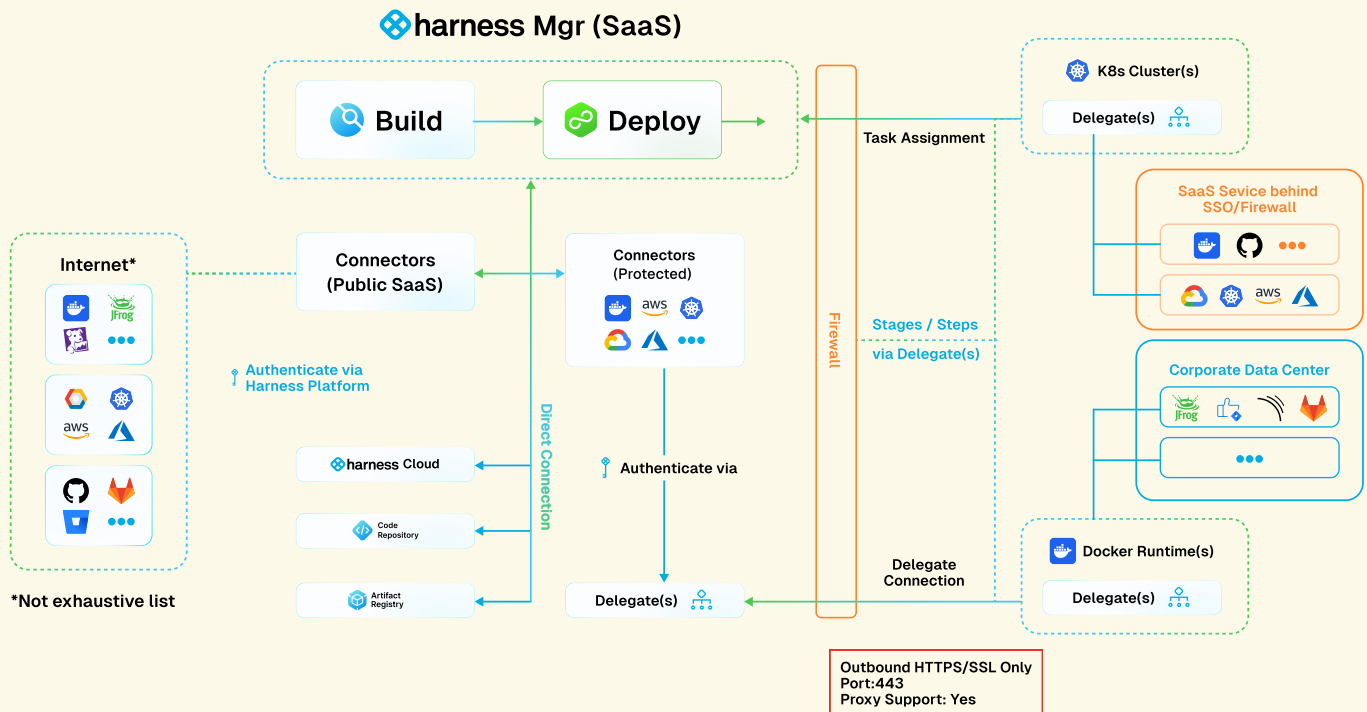 harness Mgr (SaaS)
Build
Deploy
K8s Cluster(s)
Delegate(s)
Task Assignment
SaaS Sevice behind
SSO/Firewall
Internet*
JFrog
aws
Connectors
(Public SaaS)
Connectors
(Protected)
aws
aws
Firewall
Stages / Steps
via Delegate(s)
Authenticate via
Harness Platform
Direct Connection
Corporate Data Center
JFrog
harness Cloud
Authenticate via
Code
Repository
Artifact
Registry
Delegate(s)
Delegate
Connection
Docker Runtime(s)
Delegate(s)
*Not exhaustive list
Outbound HTTPS/SSL Only
Port:443
Proxy Support: Yes